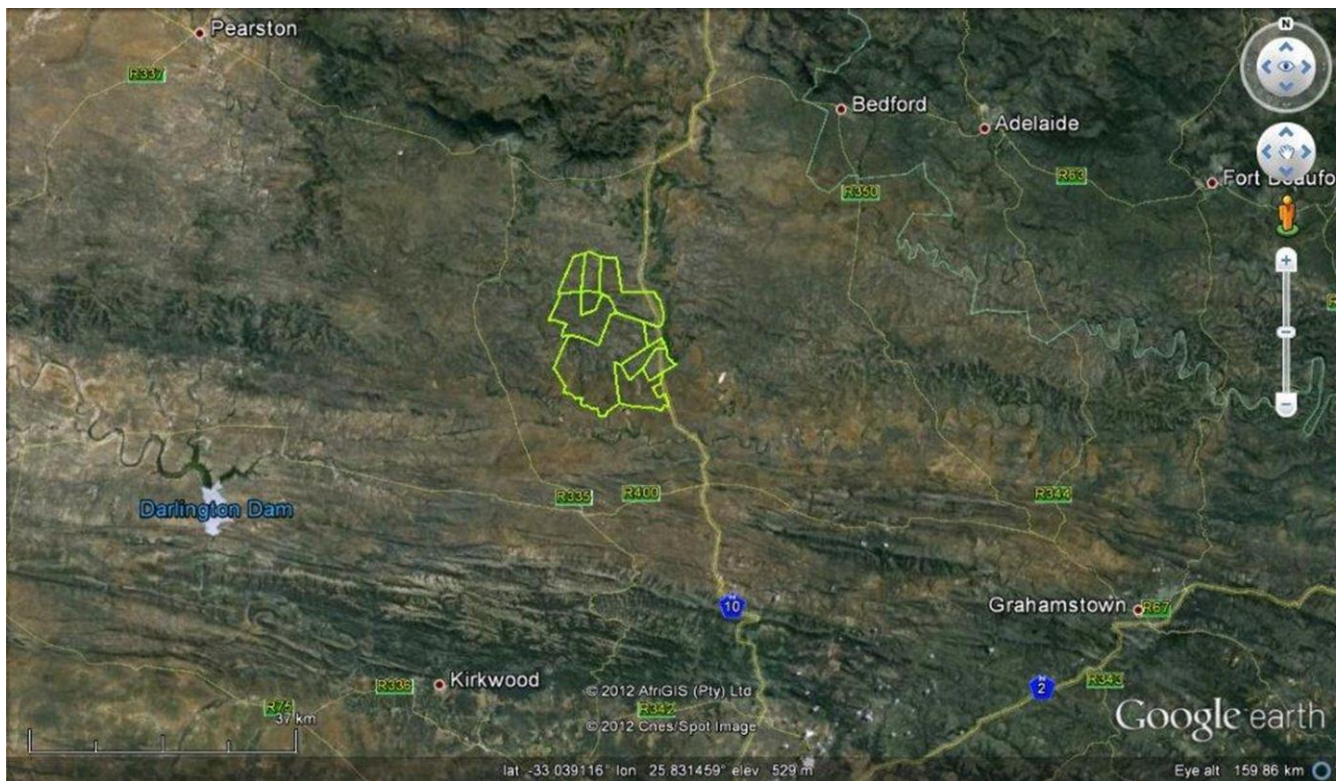 Pearston
R337
Bedford
Adelaide
R63
R350
Fort Beaufo
N
Darlington Dam
R335
R400
R344
10
Grahamstown
R67
Kirkwood
R336
R75
37 km
R342
R343
2
© 2012 AfriGIS (Pty) Ltd
© 2012 Cnes/Spot Image
Google earth
lat -33.039116° lon 25.831459° elev 529 m
Eye alt 159.86 km